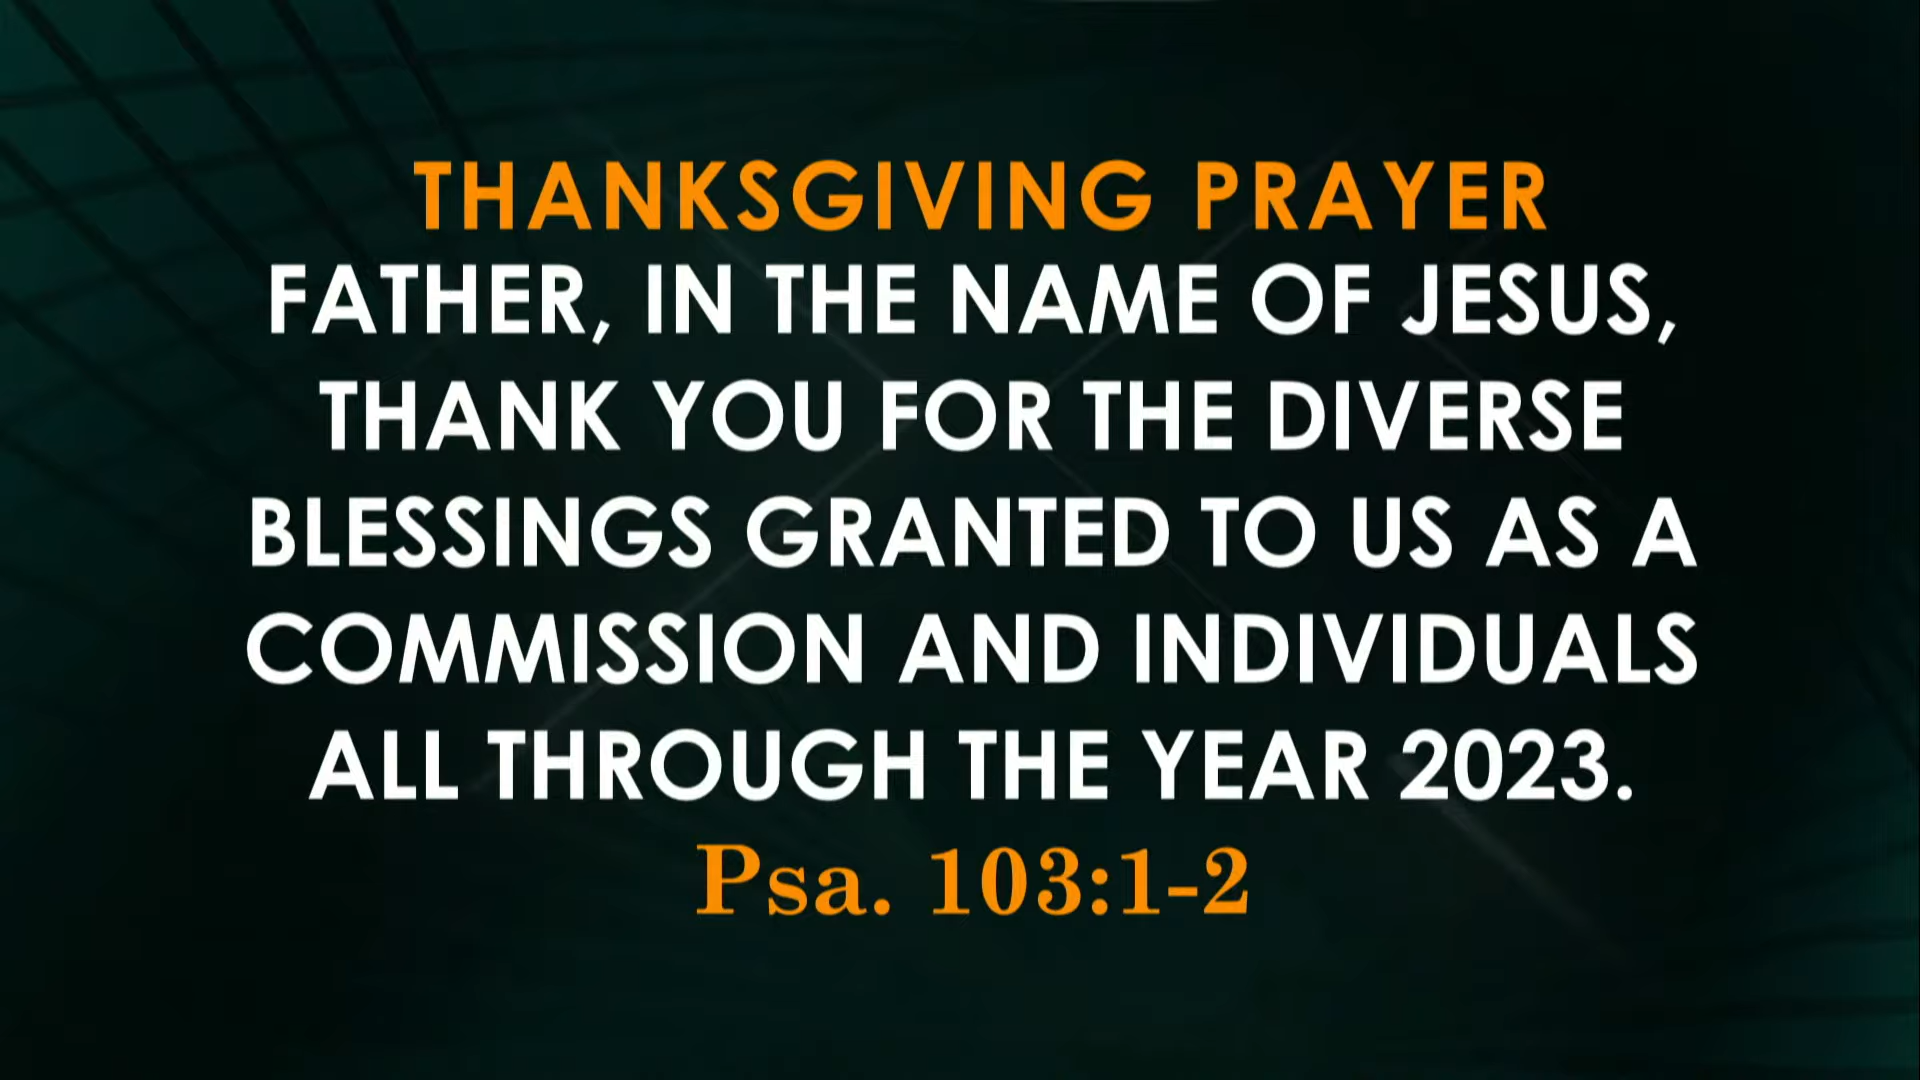 THANKSGIVING PRAYER
FATHER, IN THE NAME OF JESUS,
THANK YOU FOR THE DIVERSE
BLESSINGS GRANTED TO US AS A
COMMISSION AND INDIVIDUALS
ALL THROUGH THE YEAR 2023.
Psa. 103:1-2